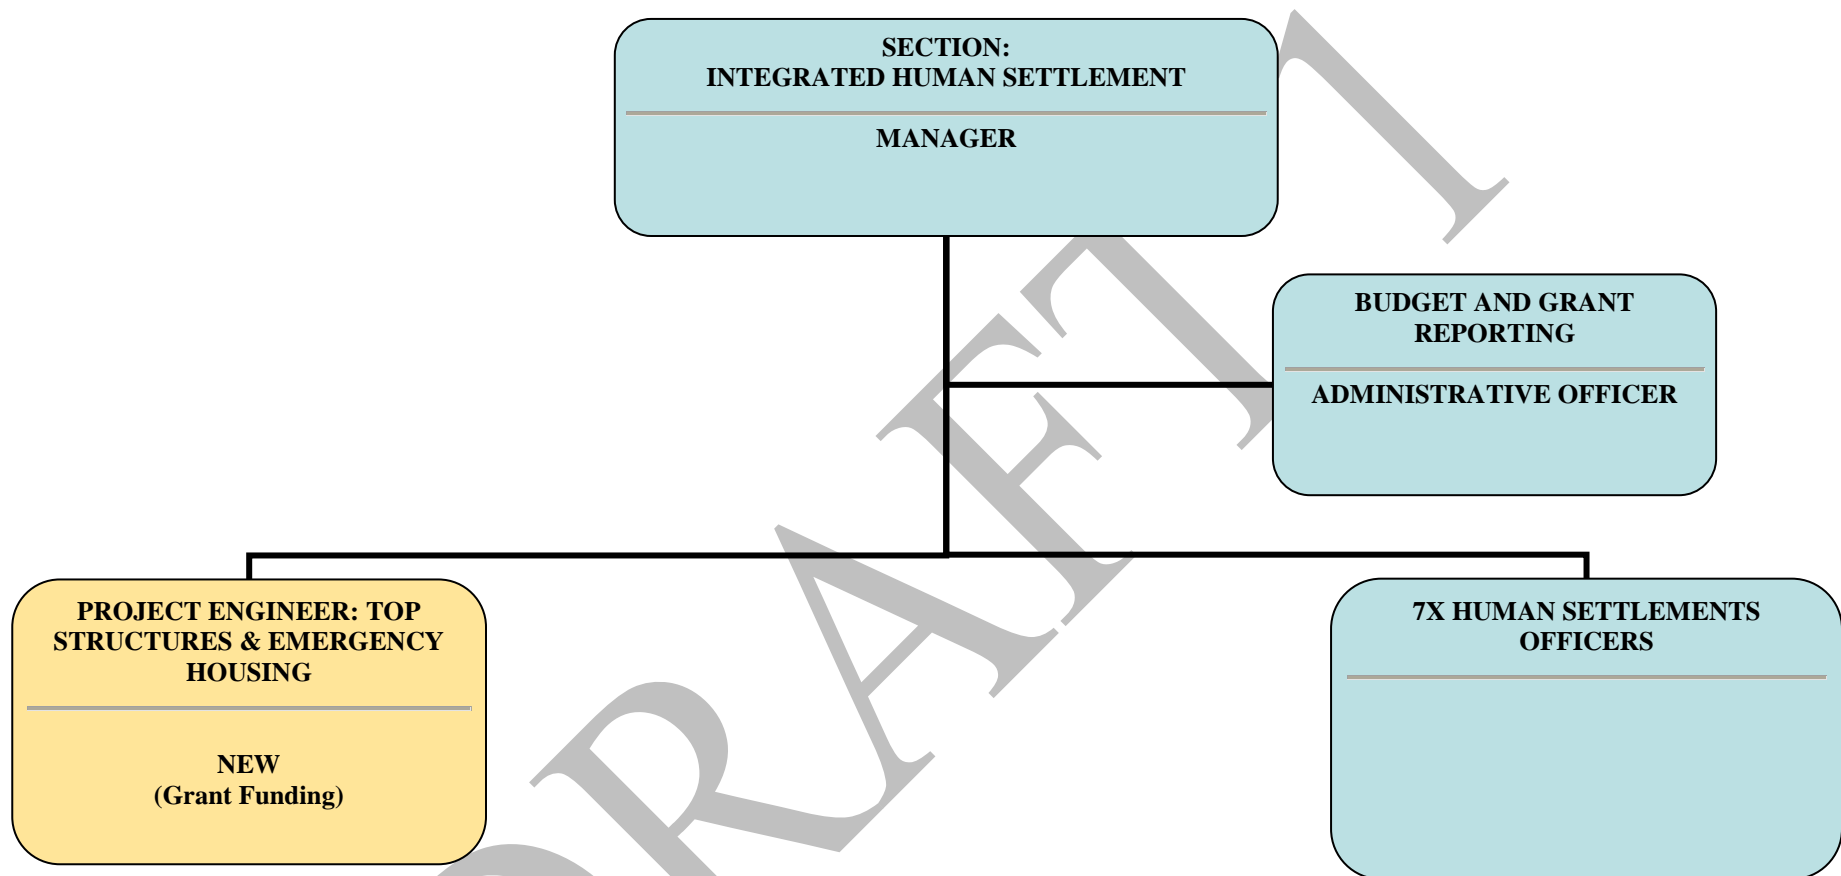 SECTION:
INTEGRATED HUMAN SETTLEMENT
MANAGER
BUDGET AND GRANT
REPORTING
ADMINISTRATIVE OFFICER
PROJECT ENGINEER: TOP
STRUCTURES & EMERGENCY
HOUSING
NEW
(Grant Funding)
7X HUMAN SETTLEMENTS
OFFICERS